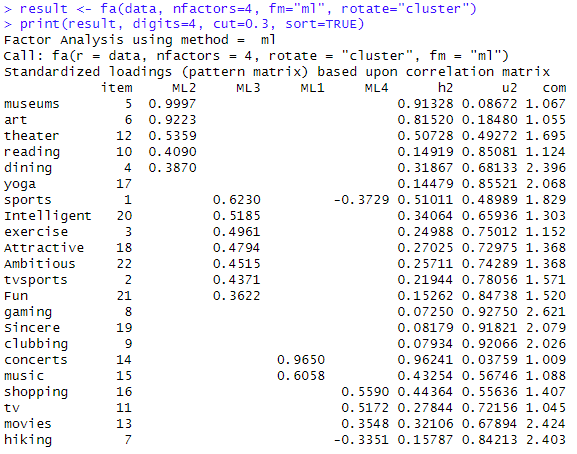 > result <- fa(data, nfactors=4, fm="ml", rotate="cluster")
> print(result, digits=4, cut=0.3, sort=TRUE)
Factor Analysis using method =  ml
Call: fa(r = data, nfactors = 4, rotate = "cluster", fm = "ml")
Standardized loadings (pattern matrix) based upon correlation matrix
            item    ML2    ML3    ML1     ML4      h2      u2   com
museums        5 0.9997                       0.91328 0.08672 1.067
art            6 0.9223                       0.81520 0.18480 1.055
theater       12 0.5359                       0.50728 0.49272 1.695
reading       10 0.4090                       0.14919 0.85081 1.124
dining         4 0.3870                       0.31867 0.68133 2.396
yoga          17                              0.14479 0.85521 2.068
sports         1        0.6230        -0.3729 0.51011 0.48989 1.829
Intelligent   20        0.5185                0.34064 0.65936 1.303
exercise       3        0.4961                0.24988 0.75012 1.152
Attractive    18        0.4794                0.27025 0.72975 1.368
Ambitious     22        0.4515                0.25711 0.74289 1.368
tvsports       2        0.4371                0.21944 0.78056 1.571
Fun           21        0.3622                0.15262 0.84738 1.520
gaming         8                              0.07250 0.92750 2.621
Sincere       19                              0.08179 0.91821 2.079
clubbing       9                              0.07934 0.92066 2.026
concerts      14               0.9650         0.96241 0.03759 1.009
music         15               0.6058         0.43254 0.56746 1.088
shopping      16                       0.5590 0.44364 0.55636 1.407
tv            11                       0.5172 0.27844 0.72156 1.045
movies        13                       0.3548 0.32106 0.67894 2.424
hiking         7                      -0.3351 0.15787 0.84213 2.403